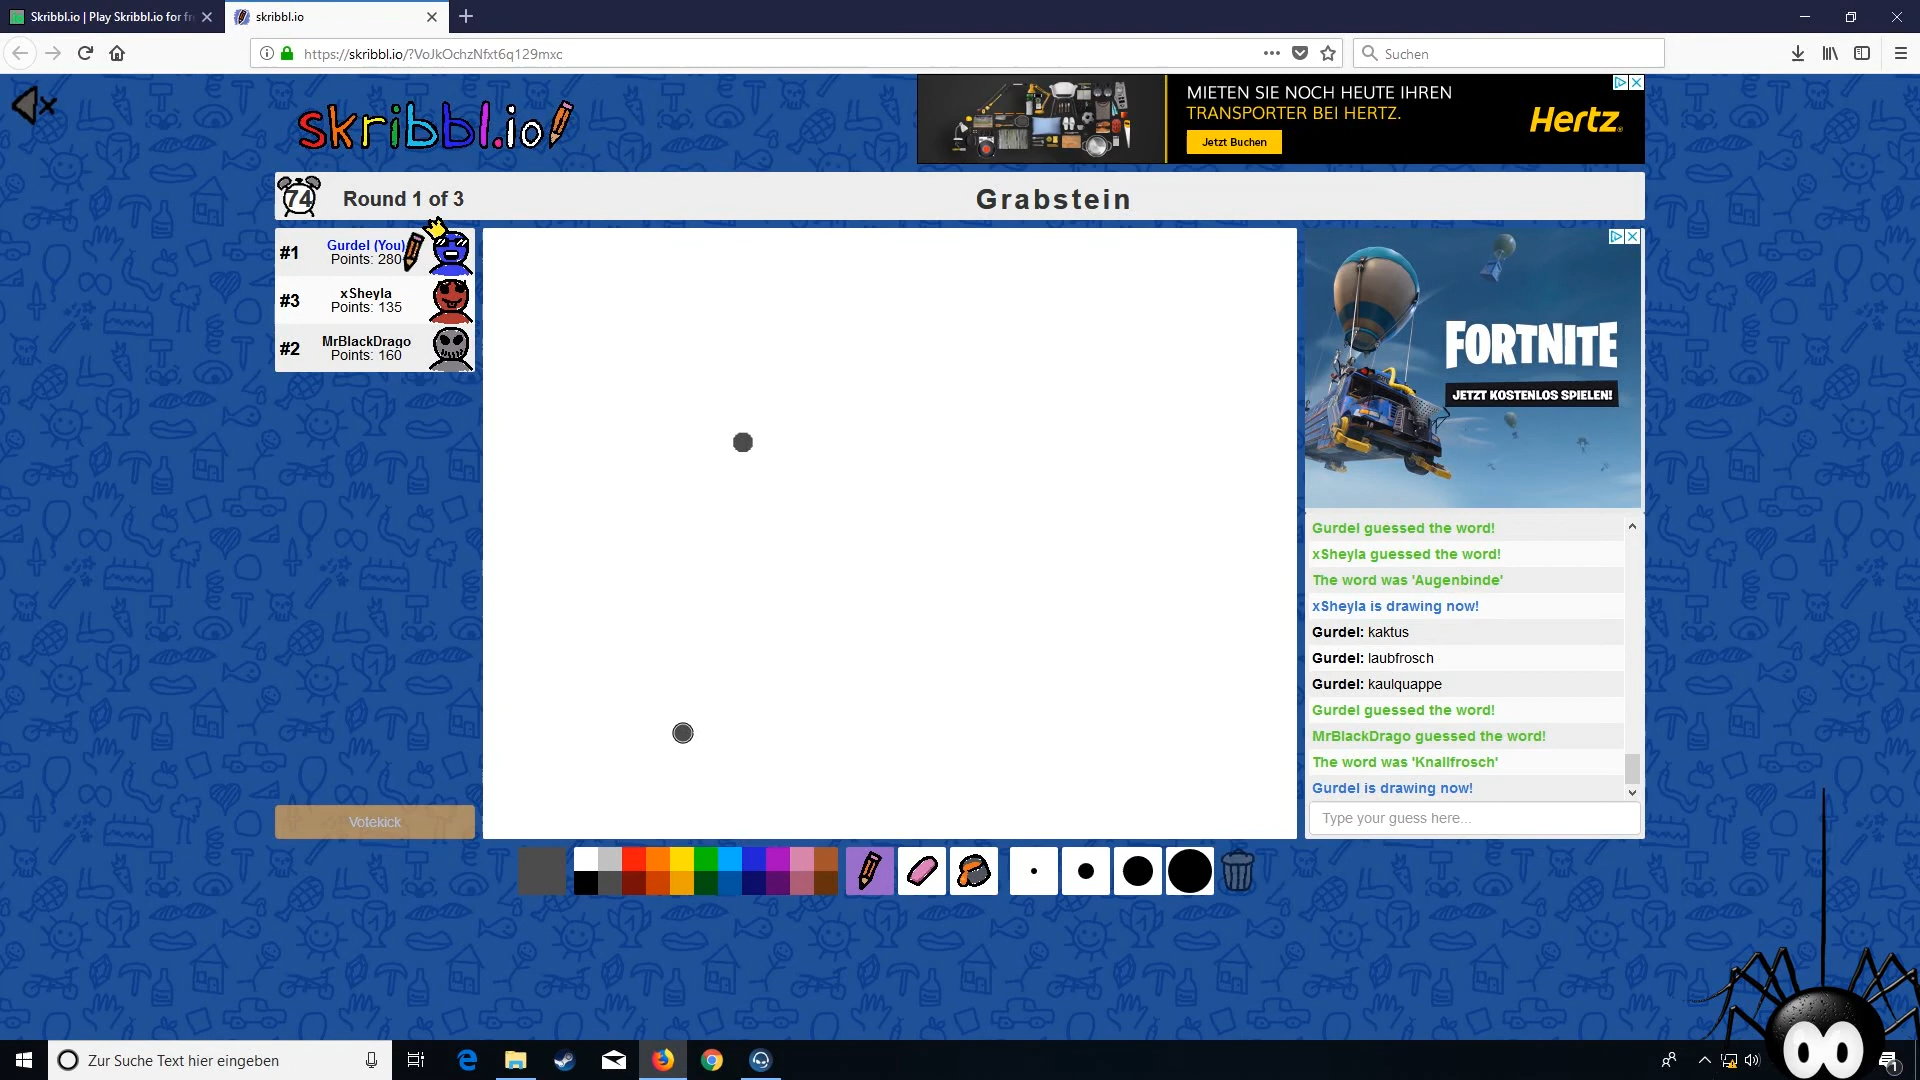 Skribbl.io | Play Skribbl.io for fr
skribbl.io
https://skribbl.io/?VoJkOchzNfxt6q129mxc
Suchen
skribbl.io
MIETEN SIE NOCH HEUTE IHREN
TRANSPORTER BEI HERTZ.
Jetzt Buchen
Hertz.
74
Round 1 of 3
Grabstein
#1
Gurdel (You)
Points: 280
#3
xSheyla
Points: 135
#2
MrBlackDrago
Points: 160
Votekick
FORTNITE
JETZT KOSTENLOS SPIELEN!
Gurdel guessed the word!
xSheyla guessed the word!
The word was 'Augenbinde'
xSheyla is drawing now!
Gurdel: kaktus
Gurdel: laubfrosch
Gurdel: kaulquappe
Gurdel guessed the word!
MrBlackDrago guessed the word!
The word was 'Knallfrosch'
Gurdel is drawing now!
Type your guess here...
Zur Suche Text hier eingeben
1